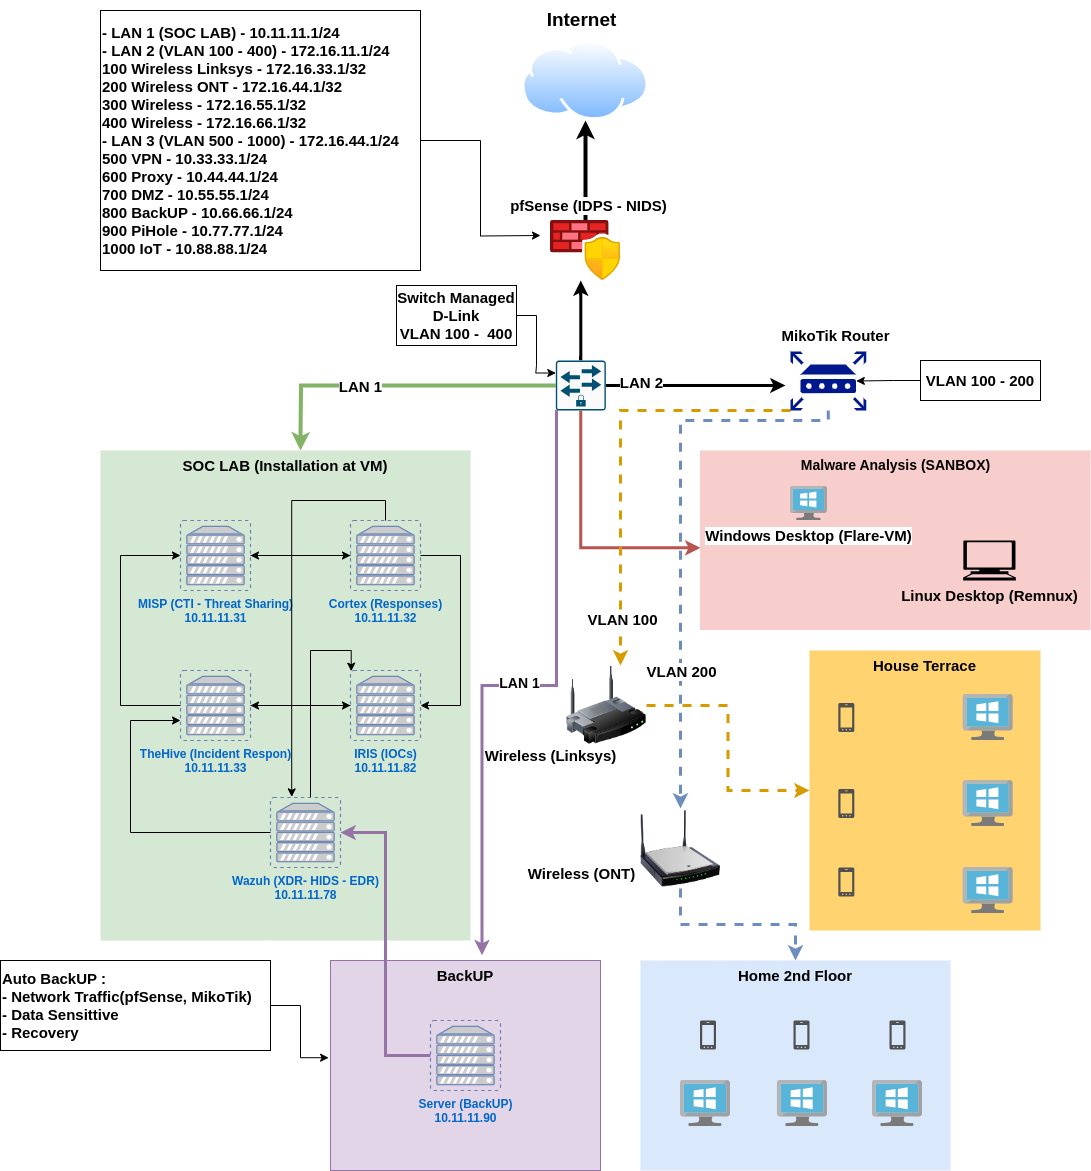 Internet
- LAN 1 (SOC LAB) - 10.11.11.1/24
- LAN 2 (VLAN 100 - 400) - 172.16.11.1/24
100 Wireless Linksys - 172.16.33.1/32
200 Wireless ONT - 172.16.44.1/32
300 Wireless - 172.16.55.1/32
400 Wireless - 172.16.66.1/32
- LAN 3 (VLAN 500 - 1000) - 172.16.44.1/24
500 VPN - 10.33.33.1/24
600 Proxy - 10.44.44.1/24
700 DMZ - 10.55.55.1/24
800 BackUP - 10.66.66.1/24
900 PiHole - 10.77.77.1/24
1000 IoT - 10.88.88.1/24
pfSense (IDPS - NIDS)
Switch Managed
D-Link
VLAN 100 - 400
MikoTik Router
VLAN 100 - 200
LAN 1
LAN 2
SOC LAB (Installation at VM)
MISP (CTI - Threat Sharing)
10.11.11.31
Cortex (Responses)
10.11.11.32
TheHive (Incident Respon)
10.11.11.33
IRIS (IOCs)
10.11.11.82
Wazuh (XDR- HIDS - EDR)
10.11.11.78
Malware Analysis (SANBOX)
Windows Desktop (Flare-VM)
Linux Desktop (Remnux)
VLAN 100
VLAN 200
LAN 1
Wireless (Linksys)
House Terrace
Wireless (ONT)
Auto BackUP :
- Network Traffic(pfSense, MikoTik)
- Data Sensittive
- Recovery
BackUP
Server (BackUP)
10.11.11.90
Home 2nd Floor